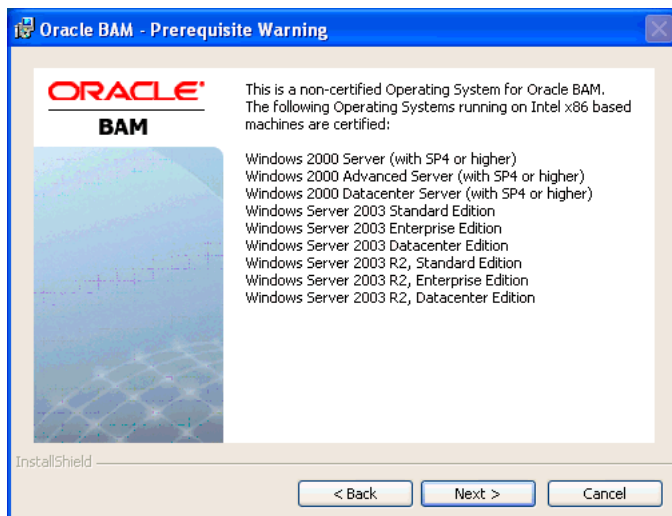 Oracle BAM - Prerequisite Warning
ORACLE®
BAM
This is a non-certified Operating System for Oracle BAM.
The following Operating Systems running on Intel x86 based
machines are certified:
Windows 2000 Server (with SP4 or higher)
Windows 2000 Advanced Server (with SP4 or higher)
Windows 2000 Datacenter Server (with SP4 or higher)
Windows Server 2003 Standard Edition
Windows Server 2003 Enterprise Edition
Windows Server 2003 Datacenter Edition
Windows Server 2003 R2, Standard Edition
Windows Server 2003 R2, Enterprise Edition
Windows Server 2003 R2, Datacenter Edition
InstallShield
< Back
Next >
Cancel